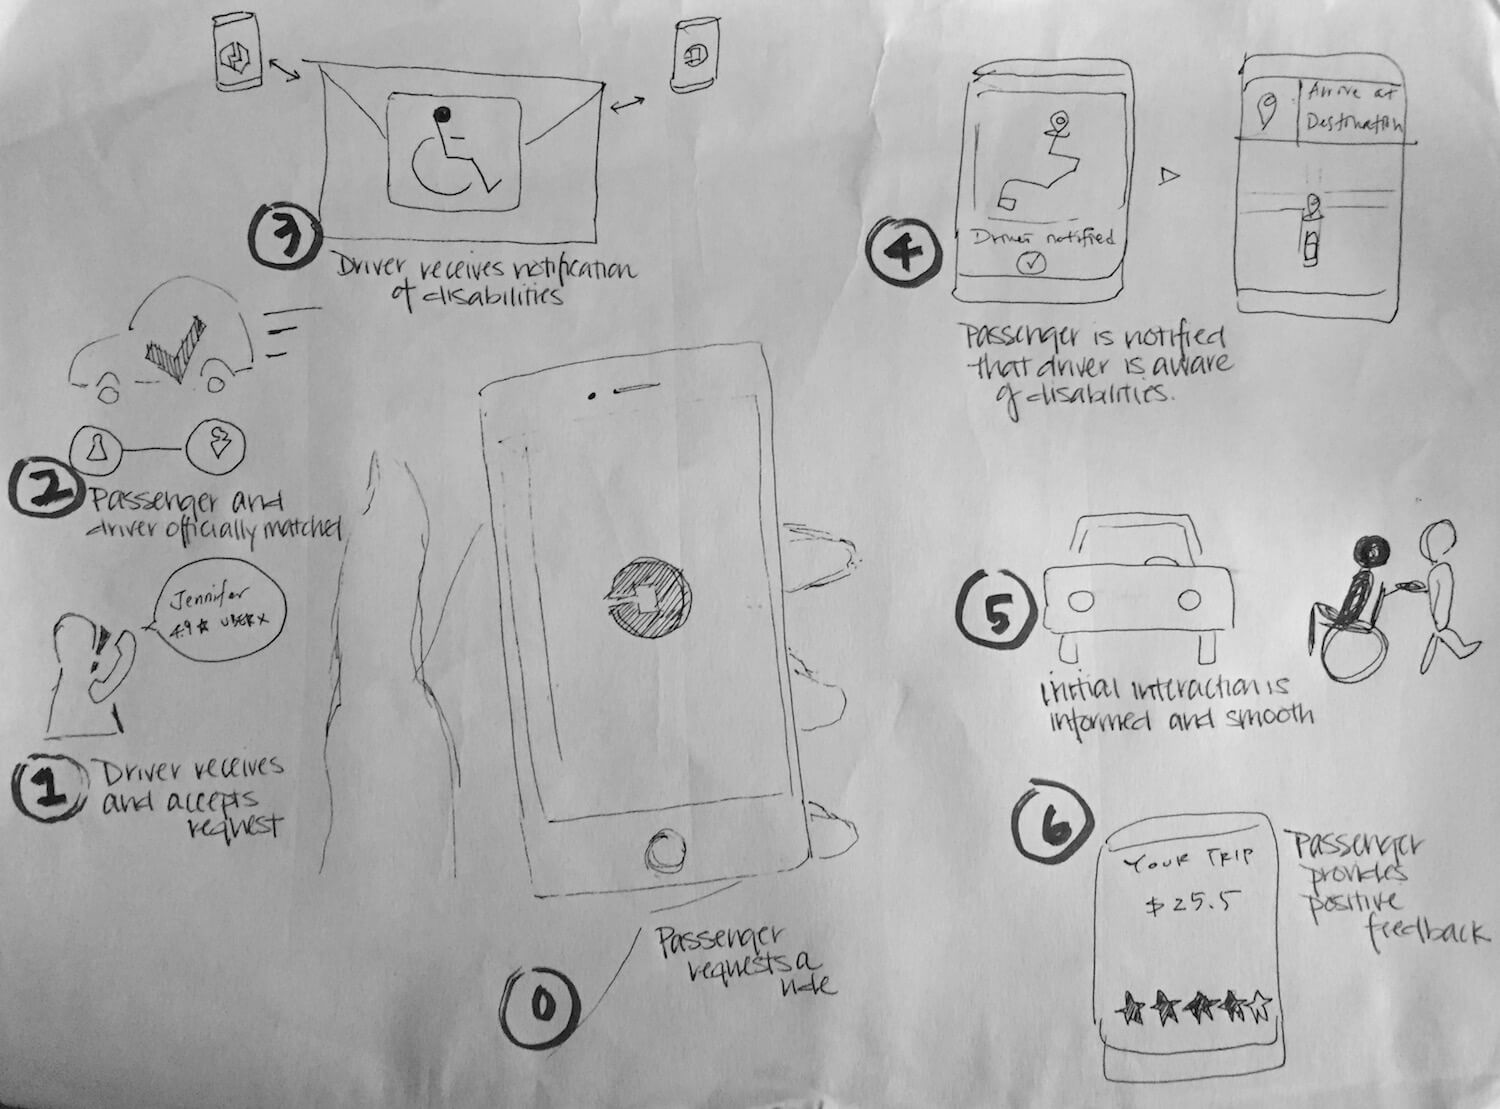 0
Passenger
requests a
ride
1
Driver receives
and accepts
request
Jennifer
4.9 ☆ UBER X
2
Passenger and
driver officially matched
3
Driver receives notification
of disabilities
4
Driver notified
Arrive at
Destination
Passenger is notified
that driver is aware
of disabilities.
5
initial interaction is
informed and smooth
6
YOUR TRIP
$25.5
Passenger
provides
positive
feedback